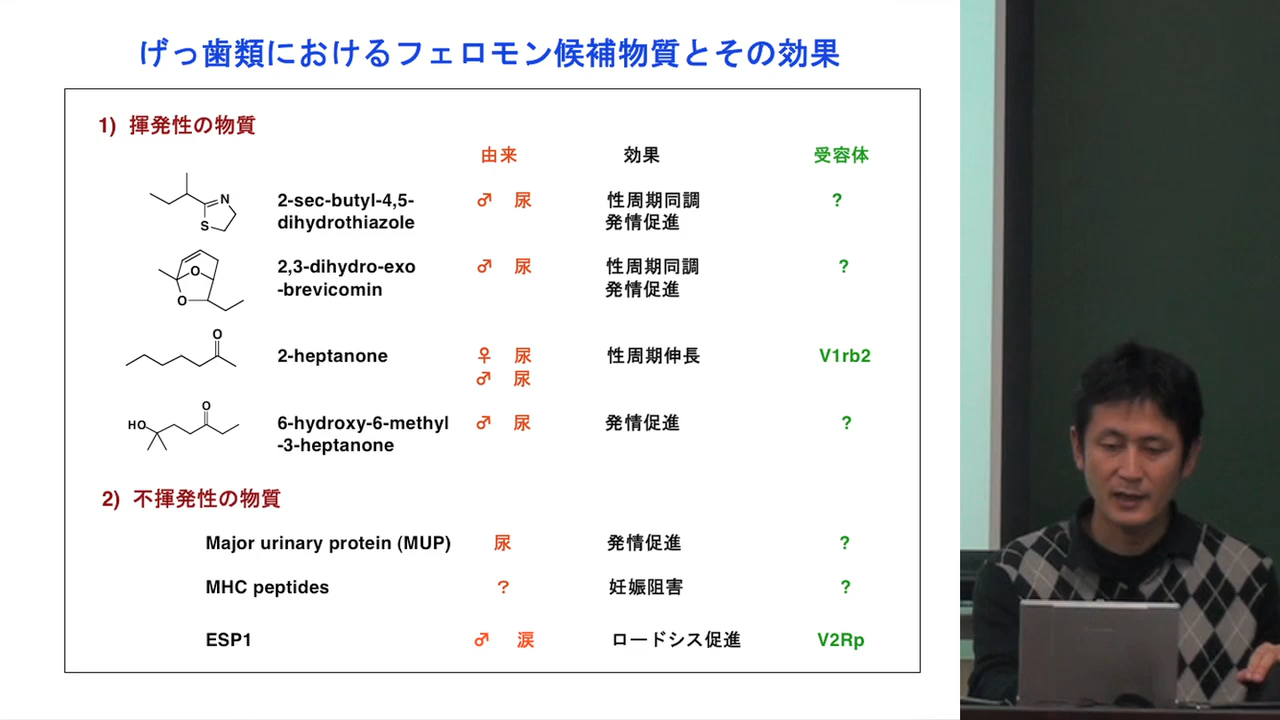 げっ歯類におけるフェロモン候補物質とその効果
1) 揮発性の物質
由来 効果 受容体
N
S
2-sec-butyl-4,5- ♂ 尿 性周期同調 ?
dihydrothiazole 発情促進
O
O
2,3-dihydro-exo ♂ 尿 性周期同調 ?
-brevicomin 発情促進
O
2-heptanone ♀ 尿 性周期伸長 V1rb2
♂ 尿
O
HO
6-hydroxy-6-methyl ♂ 尿 発情促進 ?
-3-heptanone
2) 不揮発性の物質
Major urinary protein (MUP) 尿 発情促進 ?
MHC peptides ? 妊娠阻害 ?
ESP1 ♂ 涙 ロードシス促進 V2Rp